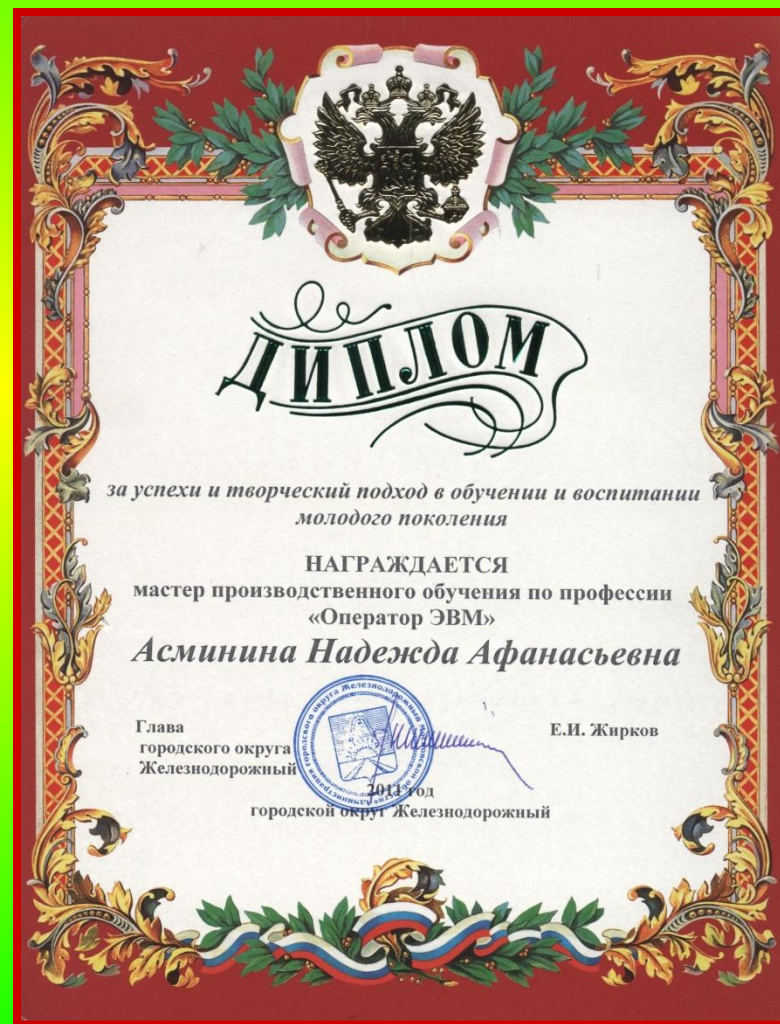 ДИПЛОМ
за успехи и творческий подход в обучении и воспитании
молодого поколения
НАГРАЖДАЕТСЯ
мастер производственного обучения по профессии
«Оператор ЭВМ»
Асминина Надежда Афанасьевна
Глава
городского округа
Железнодорожный
Е.И. Жирков
2011 год
городской округ Железнодорожный